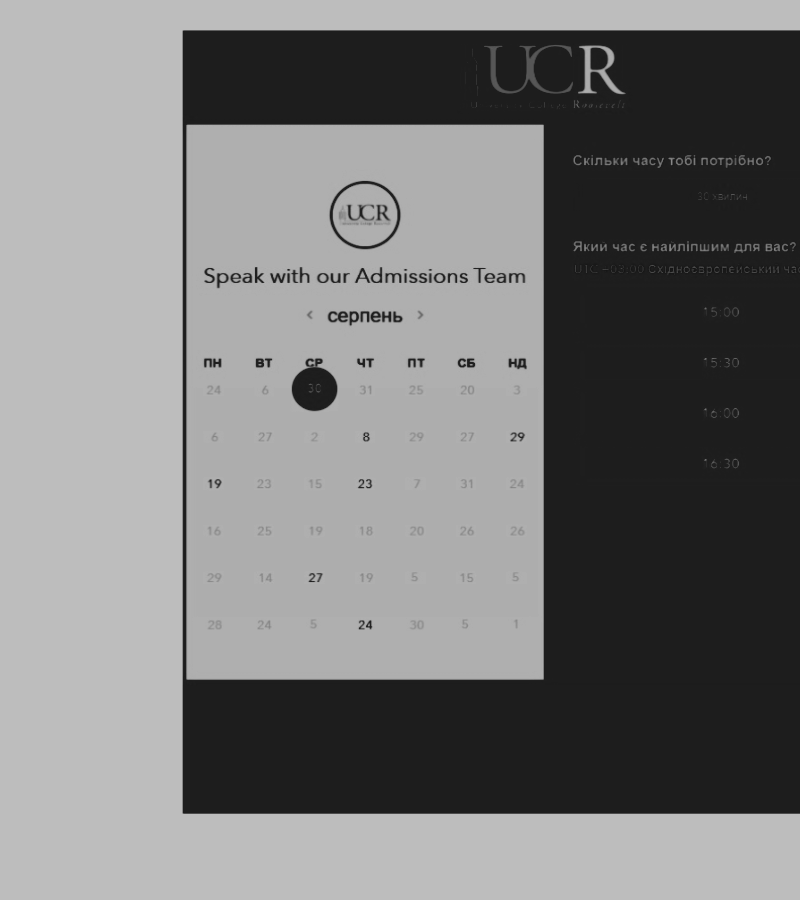 UCR
Roosevelt
UCR
Speak with our Admissions Team
‹ серпень ›
ПН ВТ СР ЧТ ПТ СБ НД
24 6 30 31 25 20 3
6 27 2 8 29 27 29
19 23 15 23 7 31 24
16 25 19 18 20 26 26
29 14 27 19 5 15 5
28 24 5 24 30 5 1
Скільки часу тобі потрібно?
30 хвилин
Який час є найліпшим для вас?
UTC +03:00 Східноєвропейський
15:00
15:30
16:00
16:30